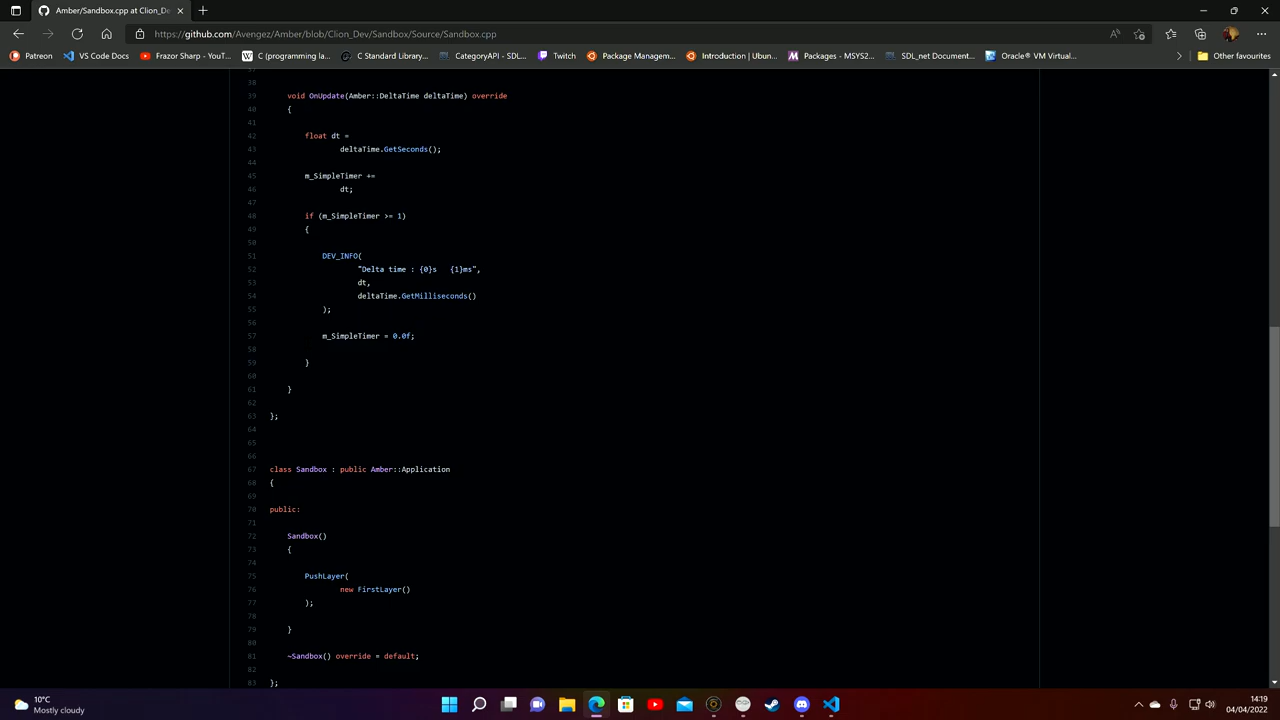 Amber/Sandbox.cpp at Clion_De
https://github.com/Avengez/Amber/blob/Clion_Dev/Sandbox/Source/Sandbox.cpp
Patreon
VS Code Docs
Frazor Sharp - YouT...
C (programming la...
C Standard Library...
CategoryAPI - SDL...
Twitch
Package Managem...
Introduction | Ubun...
Packages - MSYS2...
SDL_net Document...
Oracle® VM Virtual...
Other favourites
38
39 void OnUpdate(Amber::DeltaTime deltaTime) override
40 {
41
42 float dt =
43 deltaTime.GetSeconds();
44
45 m_SimpleTimer +=
46 dt;
47
48 if (m_SimpleTimer >= 1)
49 {
50
51 DEV_INFO(
52 "Delta time : {0}s   {1}ms",
53 dt,
54 deltaTime.GetMilliseconds()
55 );
56
57 m_SimpleTimer = 0.0f;
58
59 }
60
61 }
62
63 };
64
65
66
67 class Sandbox : public Amber::Application
68 {
69
70 public:
71
72 Sandbox()
73 {
74
75 PushLayer(
76 new FirstLayer()
77 );
78
79 }
80
81 ~Sandbox() override = default;
82
83 };
10°C
Mostly cloudy
14:19
04/04/2022